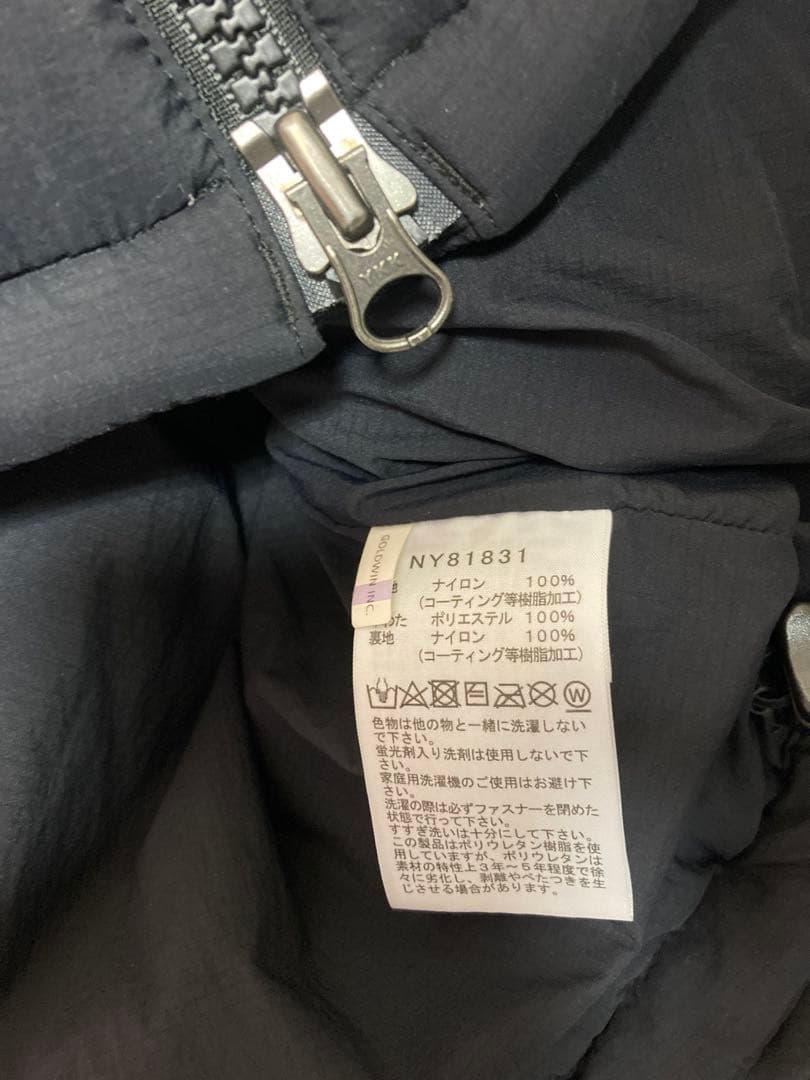 YKK
GOLDWIN INC.
NY81831
地 ナイロン 100%
(コーティング等樹脂加工)
わた ポリエステル 100%
裏地 ナイロン 100%
(コーティング等樹脂加工)
W
色物は他の物と一緒に洗濯しない
で下さい。
蛍光剤入り洗剤は使用しないで下
さい。
家庭用洗濯機のご使用はお避け下
さい。
洗濯の際は必ずファスナーを閉めた
状態で行って下さい。
すすぎ洗いは十分にして下さい。
この製品はポリウレタン樹脂を使
用していますが、ポリウレタンは
素材の特性上3年～5年程度で徐
々に劣化し、剥離やべたつきを生
じさせる場合があります。